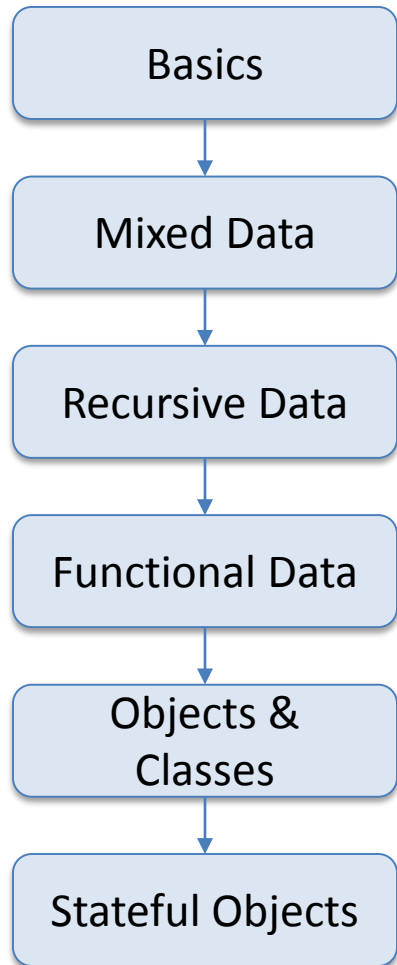 Basics
Mixed Data
Recursive Data
Functional Data
Objects &
Classes
Stateful Objects